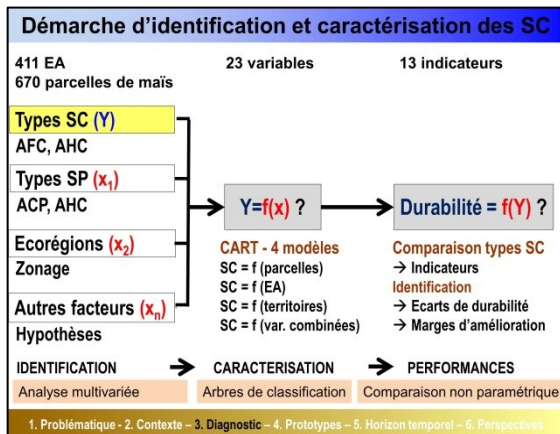 Démarche d'identification et caractérisation des SC
411 EA
670 parcelles de maïs
23 variables
13 indicateurs
Types SC (Y)
AFC, AHC
Types SP (x1)
ACP, AHC
Ecorégions (x2)
Zonage
Autres facteurs (xn)
Hypothèses
Y=f(x) ?
CART - 4 modèles
SC = f (parcelles)
SC = f (EA)
SC = f (territoires)
SC = f (var. combinées)
Durabilité = f(Y) ?
Comparaison types SC
→ Indicateurs
Identification
→ Ecarts de durabilité
→ Marges d'amélioration
IDENTIFICATION → CARACTERISATION → PERFORMANCES
Analyse multivariée
Arbres de classification
Comparaison non paramétrique
1. Problématique - 2. Contexte – 3. Diagnostic – 4. Prototypes – 5. Horizon temporel – 6. Perspectives